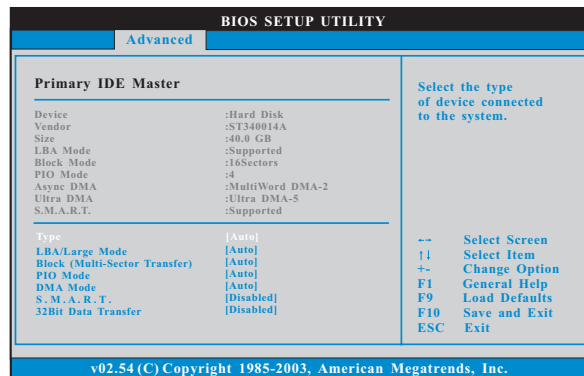 BIOS SETUP UTILITY
Advanced
Primary IDE Master
Device :Hard Disk
Vendor :ST340014A
Size :40.0 GB
LBA Mode :Supported
Block Mode :16Sectors
PIO Mode :4
Async DMA :MultiWord DMA-2
Ultra DMA :Ultra DMA-5
S.M.A.R.T. :Supported
Type [Auto]
LBA/Large Mode [Auto]
Block (Multi-Sector Transfer) [Auto]
PIO Mode [Auto]
DMA Mode [Auto]
S.M.A.R.T. [Disabled]
32Bit Data Transfer [Disabled]
Select the type
of device connected
to the system.
←→ Select Screen
↑↓ Select Item
+- Change Option
F1 General Help
F9 Load Defaults
F10 Save and Exit
ESC Exit
v02.54 (C) Copyright 1985-2003, American Megatrends, Inc.